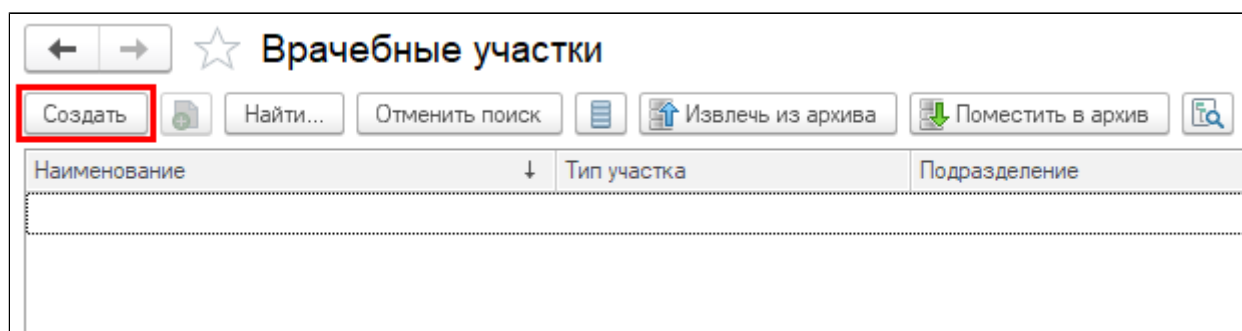 Врачебные участки
Создать Найти... Отменить поиск Извлечь из архива Поместить в архив
Наименование ↓ Тип участка Подразделение